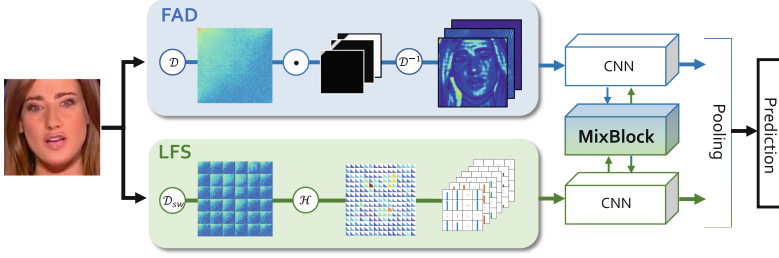 FAD
𝒟
•
𝒟⁻¹
CNN
MixBlock
LFS
𝒟sw
ℋ
CNN
Pooling
Prediction